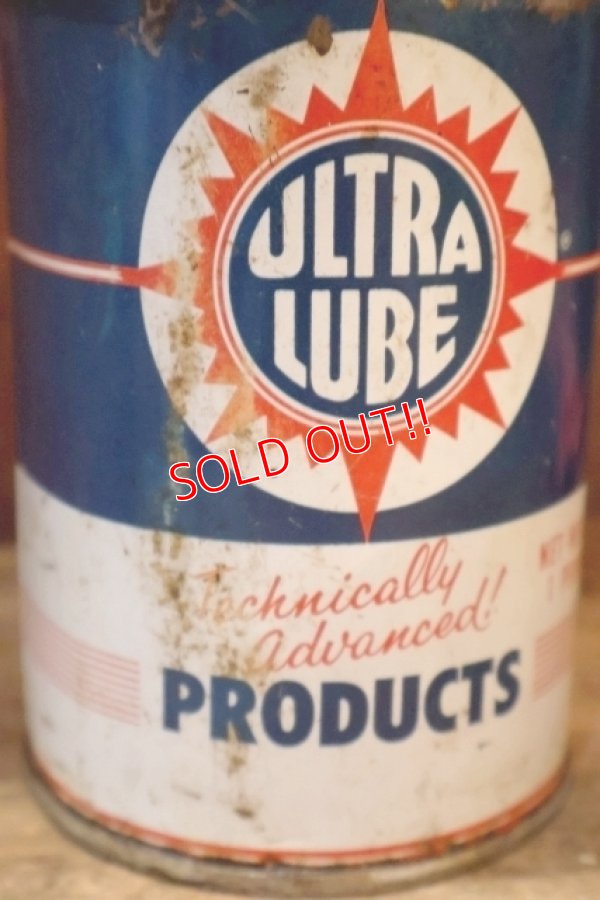 ULTRA
LUBE
®
SOLD OUT!!
Technically
Advanced!
PRODUCTS